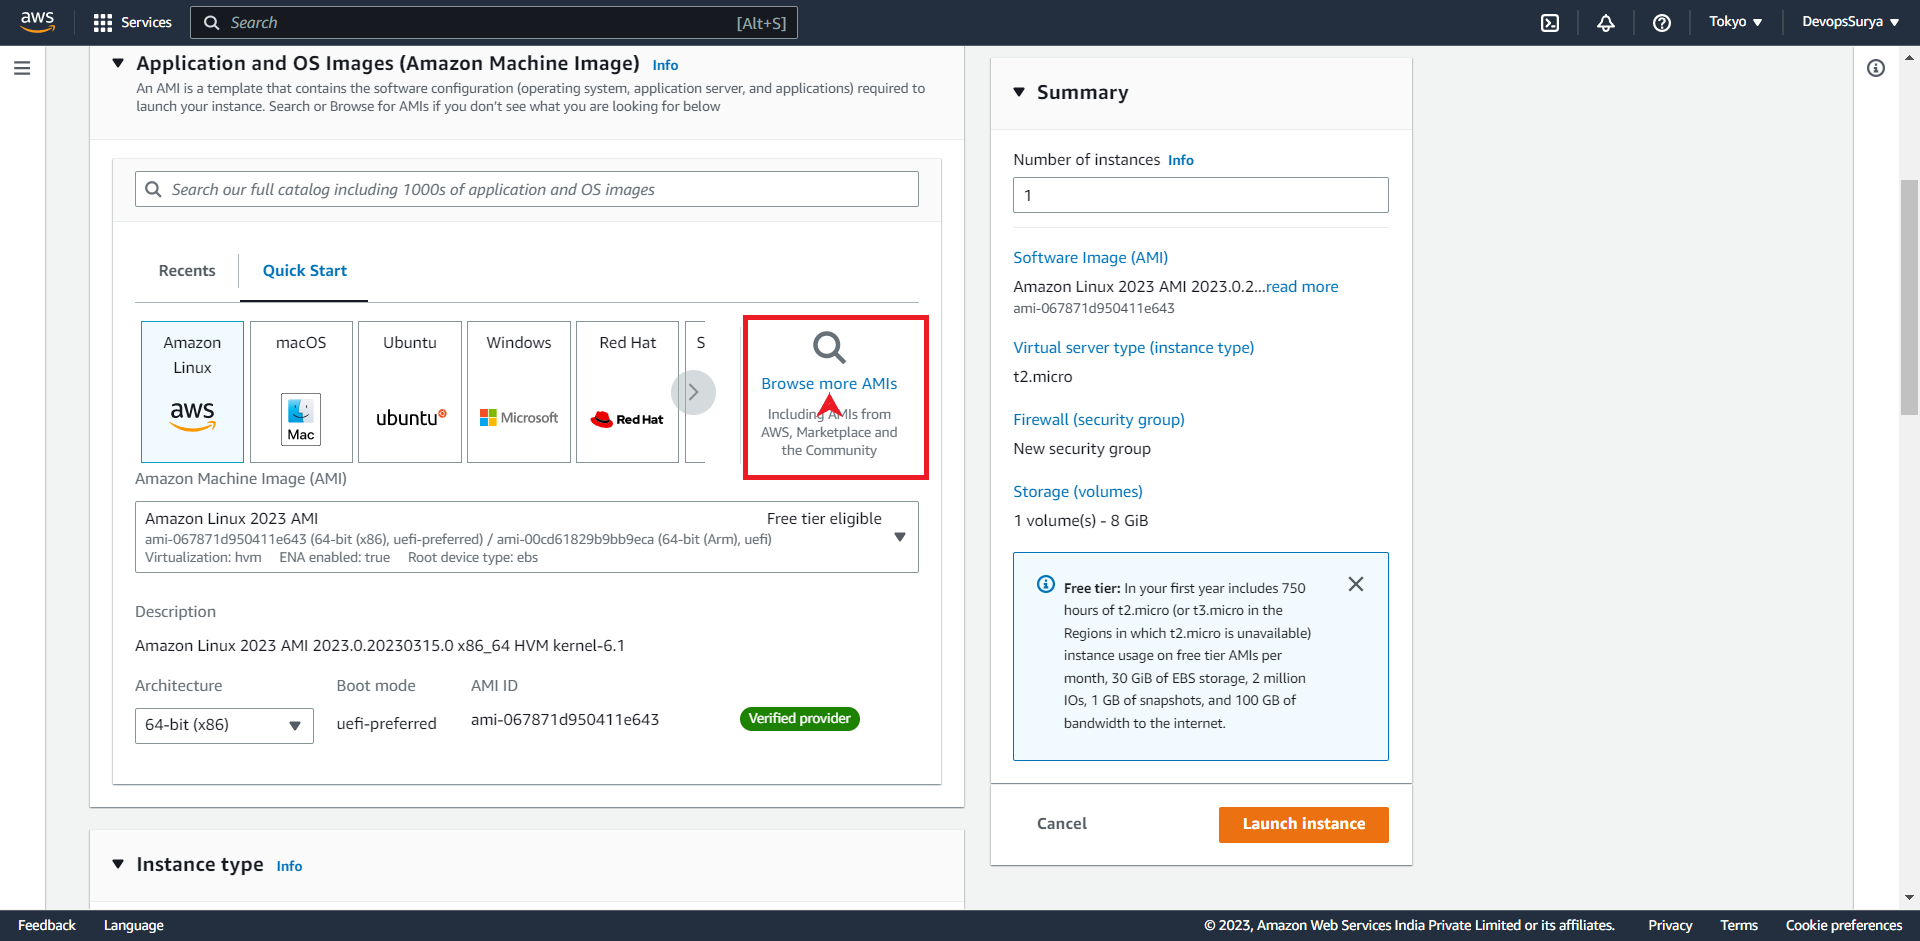 aws
Services
Search [Alt+S]
Tokyo
DevopsSurya
Application and OS Images (Amazon Machine Image) Info
An AMI is a template that contains the software configuration (operating system, application server, and applications) required to
launch your instance. Search or Browse for AMIs if you don't see what you are looking for below
Search our full catalog including 1000s of application and OS images
Recents
Quick Start
Amazon
Linux
aws
macOS
Mac
Ubuntu
ubuntu
Windows
Microsoft
Red Hat
Red Hat
S
Browse more AMIs
Including AMIs from
AWS, Marketplace and
the Community
Amazon Machine Image (AMI)
Amazon Linux 2023 AMI Free tier eligible
ami-067871d950411e643 (64-bit (x86), uefi-preferred) / ami-00cd61829b9bb9eca (64-bit (Arm), uefi)
Virtualization: hvm ENA enabled: true Root device type: ebs
Description
Amazon Linux 2023 AMI 2023.0.20230315.0 x86_64 HVM kernel-6.1
Architecture Boot mode AMI ID
64-bit (x86) uefi-preferred ami-067871d950411e643 Verified provider
Instance type Info
Summary
Number of instances Info
1
Software Image (AMI)
Amazon Linux 2023 AMI 2023.0.2...read more
ami-067871d950411e643
Virtual server type (instance type)
t2.micro
Firewall (security group)
New security group
Storage (volumes)
1 volume(s) - 8 GiB
Free tier: In your first year includes 750
hours of t2.micro (or t3.micro in the
Regions in which t2.micro is unavailable)
instance usage on free tier AMIs per
month, 30 GiB of EBS storage, 2 million
IOs, 1 GB of snapshots, and 100 GB of
bandwidth to the internet.
Cancel Launch instance
Feedback Language © 2023, Amazon Web Services India Private Limited or its affiliates. Privacy Terms Cookie preferences